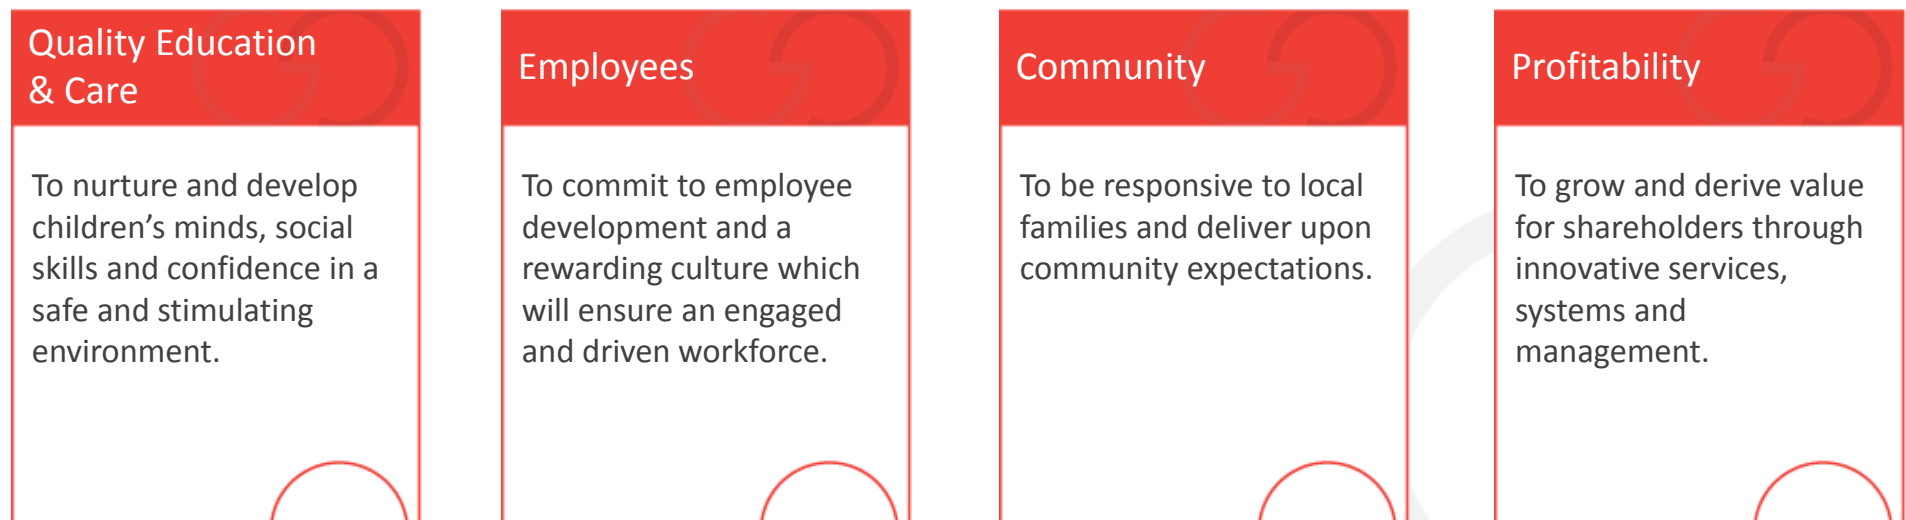 Quality Education
& Care
To nurture and develop
children’s minds, social
skills and confidence in a
safe and stimulating
environment.
Employees
To commit to employee
development and a
rewarding culture which
will ensure an engaged
and driven workforce.
Community
To be responsive to local
families and deliver upon
community expectations.
Profitability
To grow and derive value
for shareholders through
innovative services,
systems and
management.